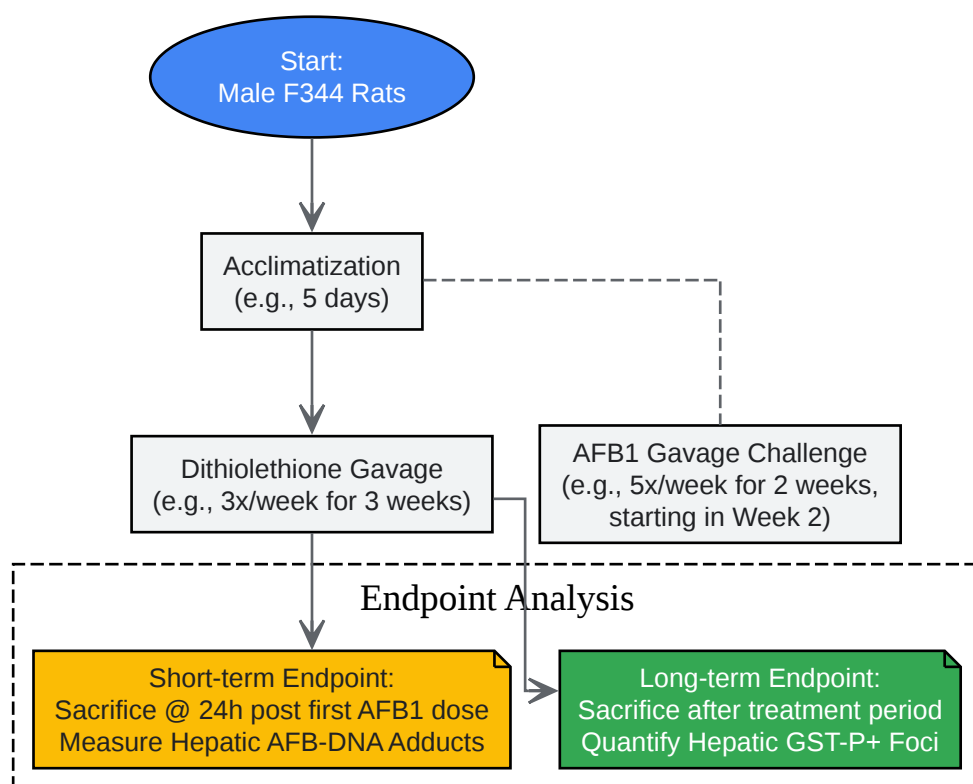 Start:
Male F344 Rats
Acclimatization
(e.g., 5 days)
Dithiolethione Gavage
(e.g., 3x/week for 3 weeks)
AFB1 Gavage Challenge
(e.g., 5x/week for 2 weeks,
starting in Week 2)
Endpoint Analysis
Short-term Endpoint:
Sacrifice @ 24h post first AFB1 dose
Measure Hepatic AFB-DNA Adducts
Long-term Endpoint:
Sacrifice after treatment period
Quantify Hepatic GST-P+ Foci